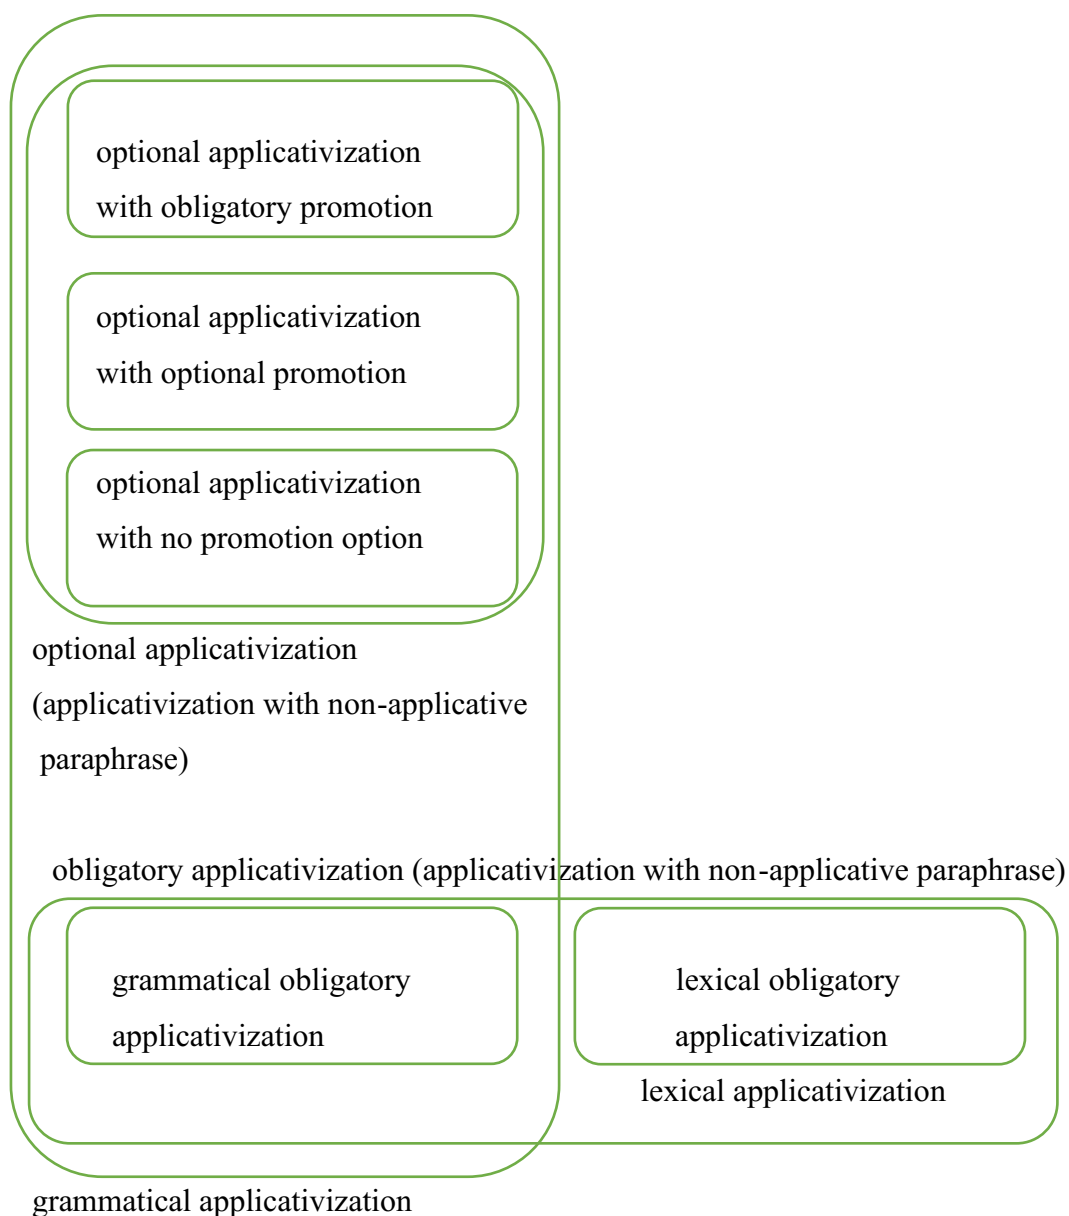 optional applicativization
with obligatory promotion
optional applicativization
with optional promotion
optional applicativization
with no promotion option
optional applicativization
(applicativization with non-applicative
paraphrase)
obligatory applicativization (applicativization with non-applicative paraphrase)
grammatical obligatory
applicativization
lexical obligatory
applicativization
lexical applicativization
grammatical applicativization